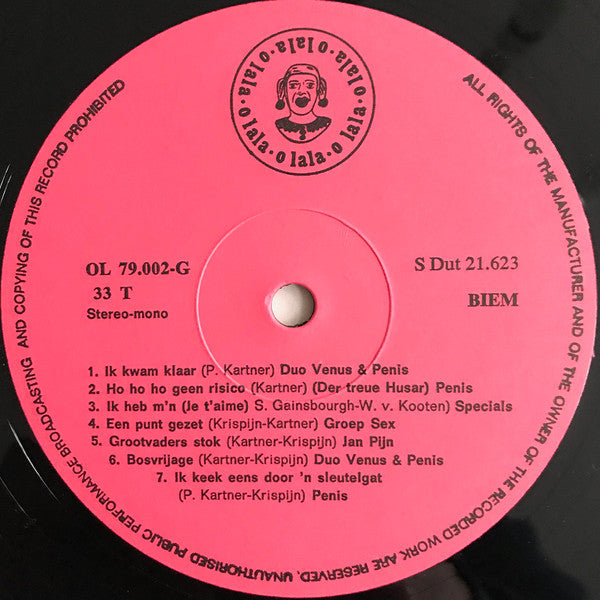 o lala · o lala · o lala · o lala · o lala · o lala ·
OL 79.002-G
33 T
Stereo-mono
S Dut 21.623
BIEM
1. Ik kwam klaar (P. Kartner) Duo Venus & Penis
2. Ho ho ho geen risico (Kartner) (Der treue Husar) Penis
3. Ik heb m'n (Je t'aime) S. Gainsbourgh-W. v. Kooten) Specials
4. Een punt gezet (Krispijn-Kartner) Groep Sex
5. Grootvaders stok (Kartner-Krispijn) Jan Pijn
6. Bosvrijage (Kartner-Krispijn) Duo Venus & Penis
7. Ik keek eens door 'n sleutelgat
(P. Kartner-Krispijn) Penis
ALL RIGHTS OF THE MANUFACTURER AND OF THE OWNER OF THE RECORDED WORK ARE RESERVED. UNAUTHORISED PUBLIC PERFORMANCE BROADCASTING AND COPYING OF THIS RECORD PROHIBITED